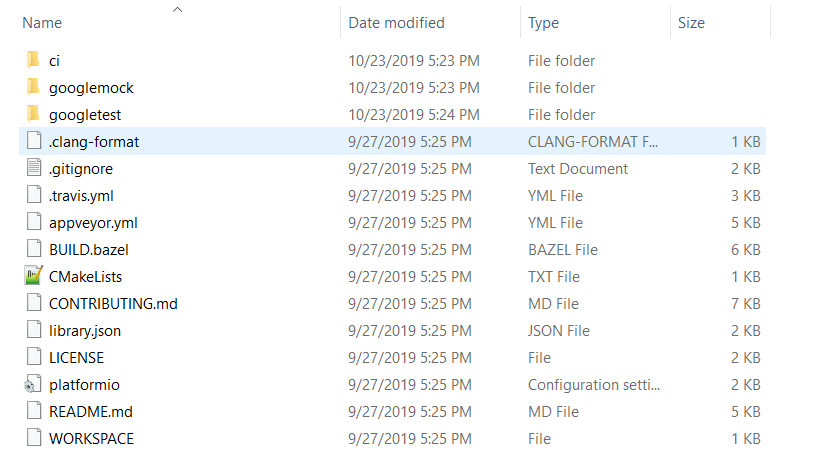 Name Date modified Type Size
ci 10/23/2019 5:23 PM File folder
googlemock 10/23/2019 5:23 PM File folder
googletest 10/23/2019 5:24 PM File folder
.clang-format 9/27/2019 5:25 PM CLANG-FORMAT F... 1 KB
.gitignore 9/27/2019 5:25 PM Text Document 2 KB
.travis.yml 9/27/2019 5:25 PM YML File 3 KB
appveyor.yml 9/27/2019 5:25 PM YML File 5 KB
BUILD.bazel 9/27/2019 5:25 PM BAZEL File 6 KB
CMakeLists 9/27/2019 5:25 PM TXT File 1 KB
CONTRIBUTING.md 9/27/2019 5:25 PM MD File 7 KB
library.json 9/27/2019 5:25 PM JSON File 2 KB
LICENSE 9/27/2019 5:25 PM File 2 KB
platformio 9/27/2019 5:25 PM Configuration setti... 2 KB
README.md 9/27/2019 5:25 PM MD File 5 KB
WORKSPACE 9/27/2019 5:25 PM File 1 KB